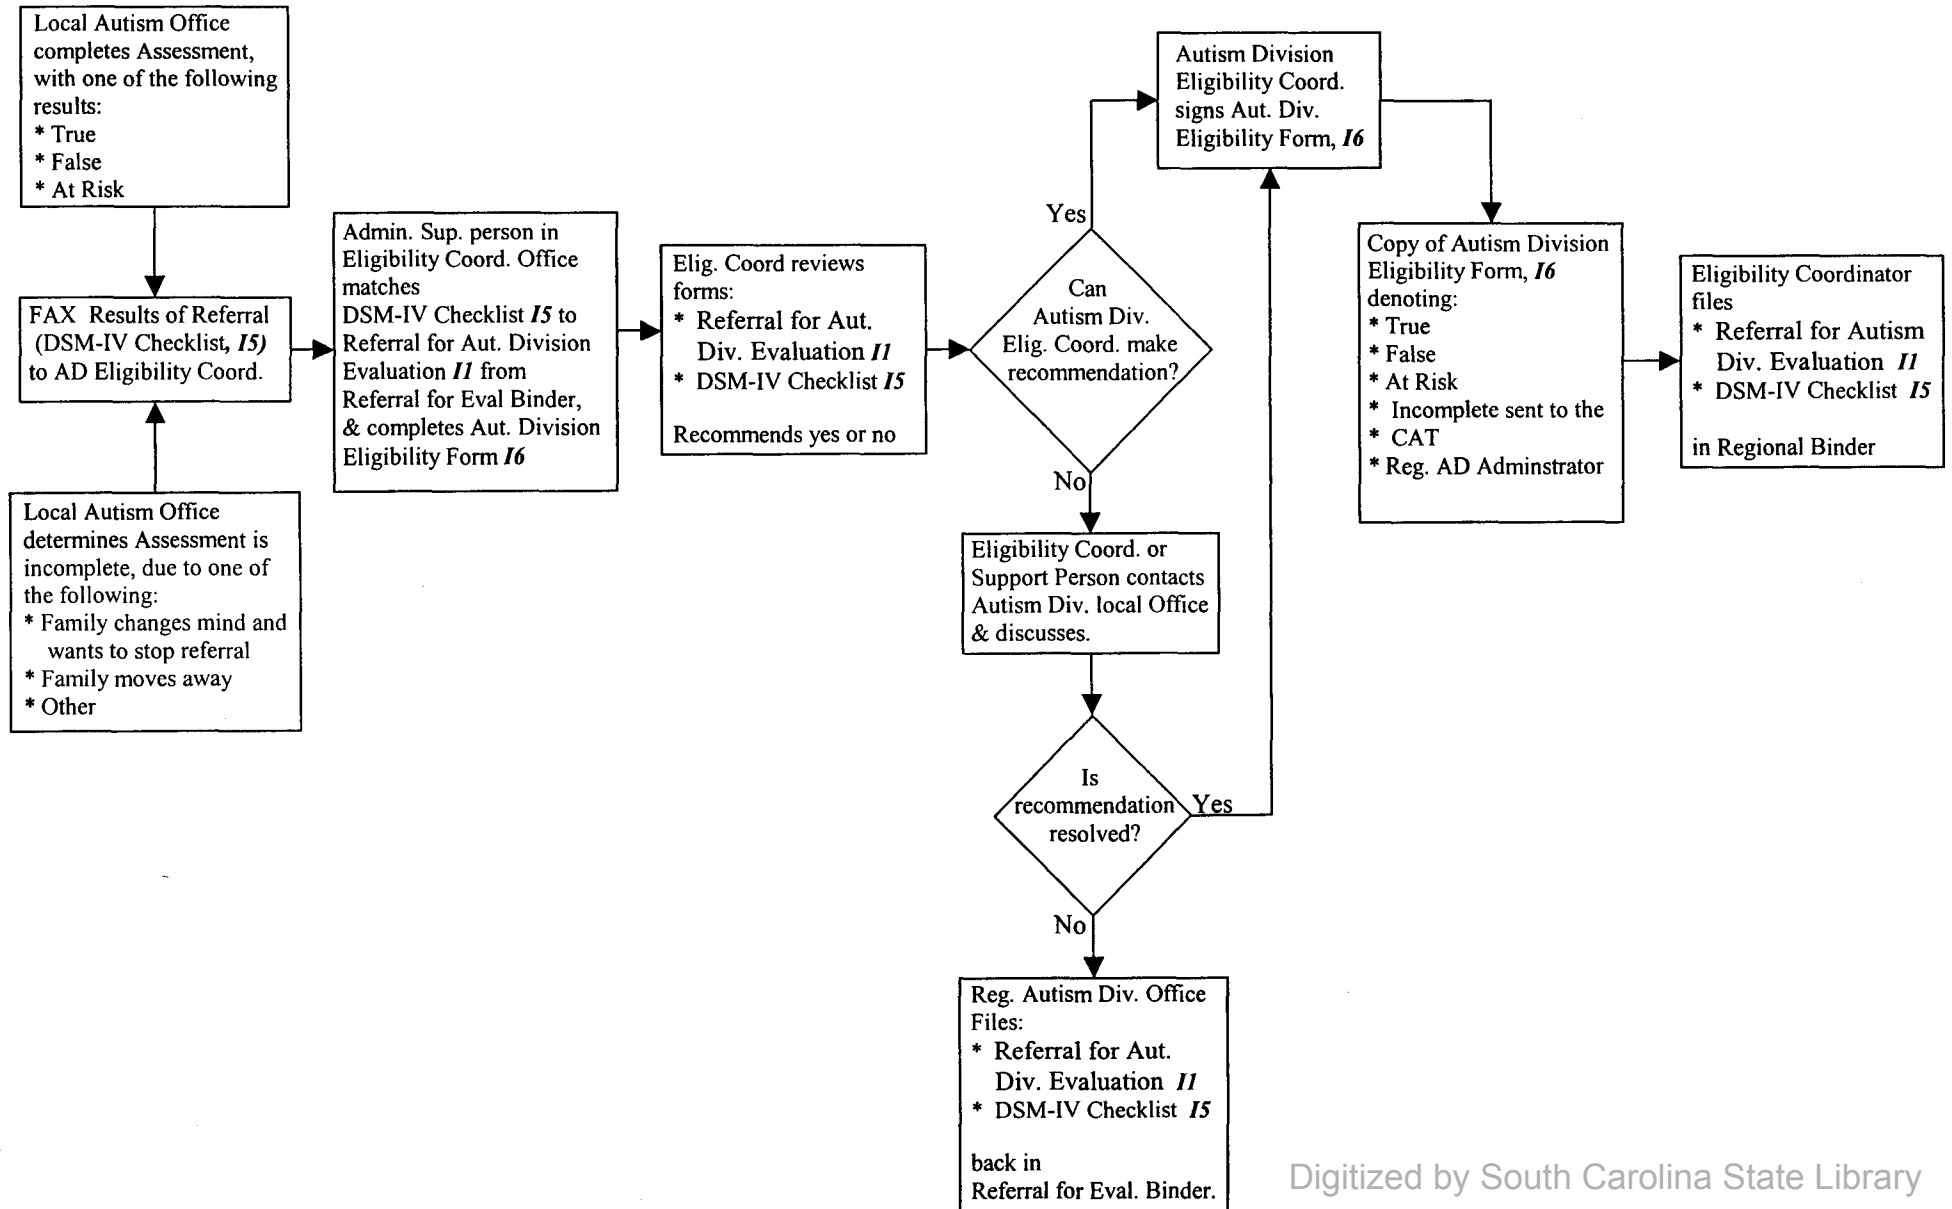 Local Autism Office
completes Assessment,
with one of the following
results:
* True
* False
* At Risk
FAX Results of Referral
(DSM-IV Checklist, I5)
to AD Eligibility Coord.
Local Autism Office
determines Assessment is
incomplete, due to one of
the following:
* Family changes mind and
wants to stop referral
* Family moves away
* Other
Admin. Sup. person in
Eligibility Coord. Office
matches
DSM-IV Checklist I5 to
Referral for Aut. Division
Evaluation I1 from
Referral for Eval Binder,
& completes Aut. Division
Eligibility Form I6
Elig. Coord reviews
forms:
* Referral for Aut.
Div. Evaluation I1
* DSM-IV Checklist I5
Recommends yes or no
Can
Autism Div.
Elig. Coord. make
recommendation?
Yes
No
Autism Division
Eligibility Coord.
signs Aut. Div.
Eligibility Form, I6
Eligibility Coord. or
Support Person contacts
Autism Div. local Office
& discusses.
Is
recommendation
resolved?
Yes
No
Reg. Autism Div. Office
Files:
* Referral for Aut.
Div. Evaluation I1
* DSM-IV Checklist I5
back in
Referral for Eval. Binder.
Copy of Autism Division
Eligibility Form, I6
denoting:
* True
* False
* At Risk
* Incomplete sent to the
* CAT
* Reg. AD Adminstrator
Eligibility Coordinator
files
* Referral for Autism
Div. Evaluation I1
* DSM-IV Checklist I5
in Regional Binder
Digitized by South Carolina State Library